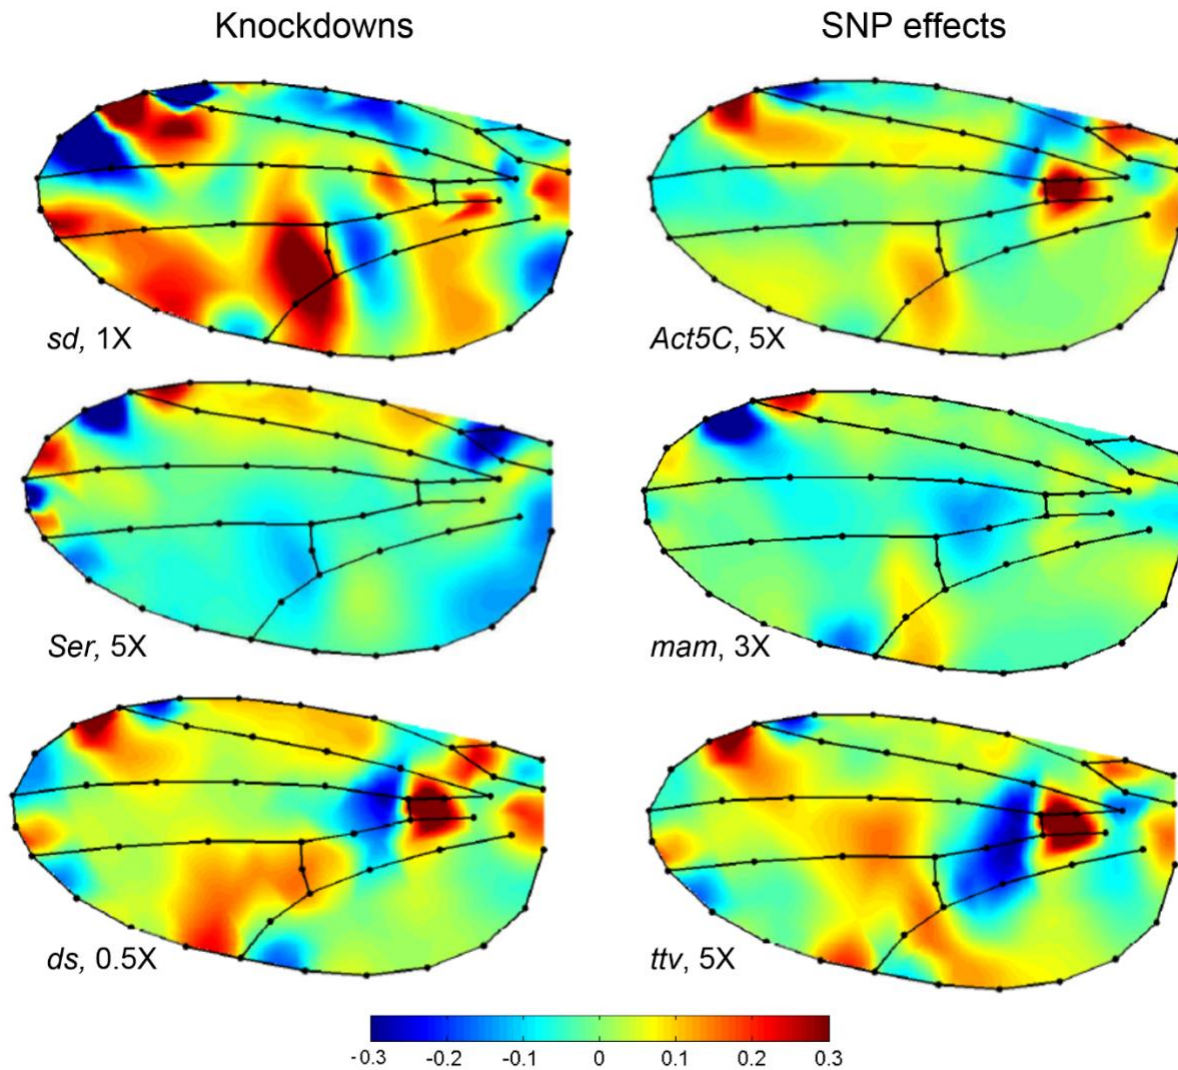 Knockdowns SNP effects
sd, 1X Act5C, 5X
Ser, 5X mam, 3X
ds, 0.5X ttv, 5X
-0.3 -0.2 -0.1 0 0.1 0.2 0.3